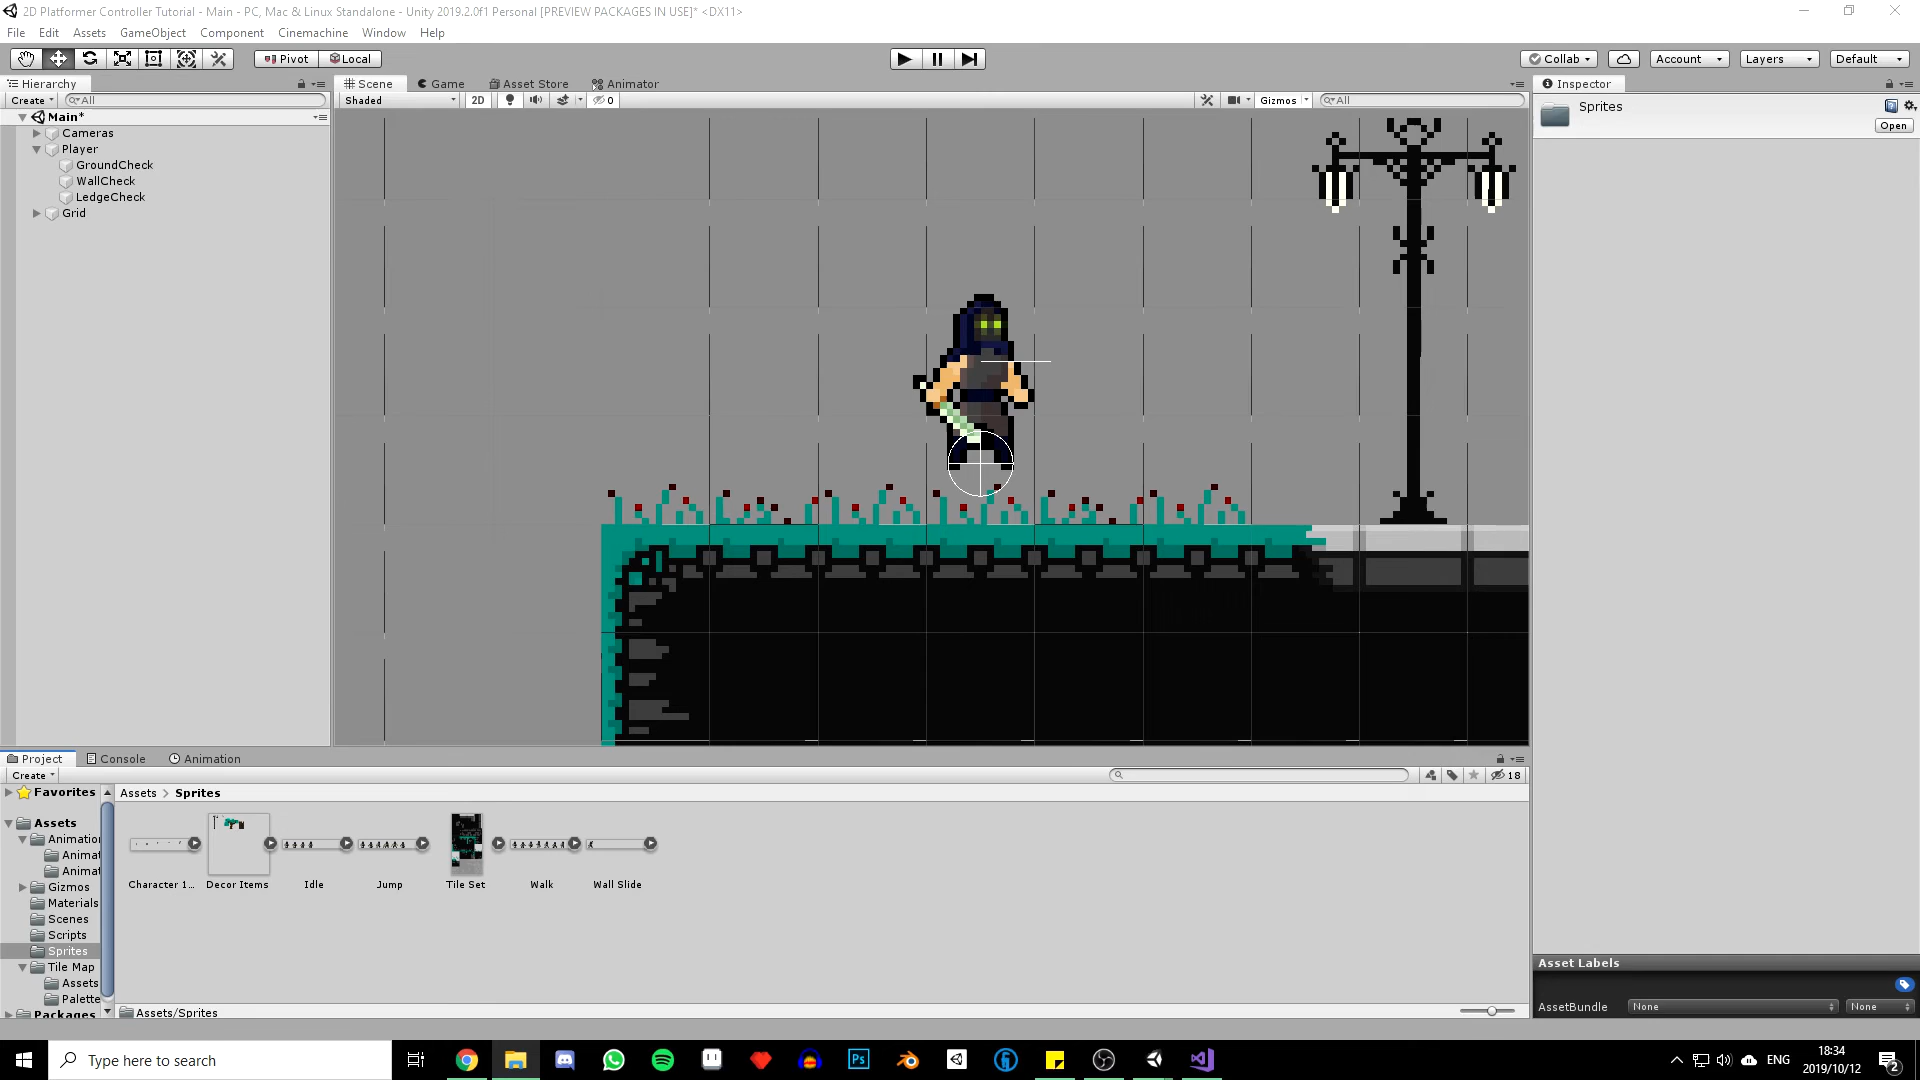 2D Platformer Controller Tutorial - Main - PC, Mac & Linux Standalone - Unity 2019.2.0f1 Personal [PREVIEW PACKAGES IN USE]* <DX11>
File Edit Assets GameObject Component Cinemachine Window Help
Pivot Local Collab Account Layers Default
Hierarchy Scene Game Asset Store Animator Inspector
Create All Shaded 2D 0 Gizmos All
Sprites
Open
Main*
Cameras
Player
GroundCheck
WallCheck
LedgeCheck
Grid
Project Console Animation
Create 18
Favorites Assets > Sprites
Assets
Animation
Animat
Animat
Gizmos
Materials
Scenes
Scripts
Sprites
Tile Map
Assets
Palette
Packages
Character 1... Decor Items Idle Jump Tile Set Walk Wall Slide
Assets/Sprites
Asset Labels
AssetBundle None None
Type here to search
Ps
ENG
18:34
2019/10/12
2